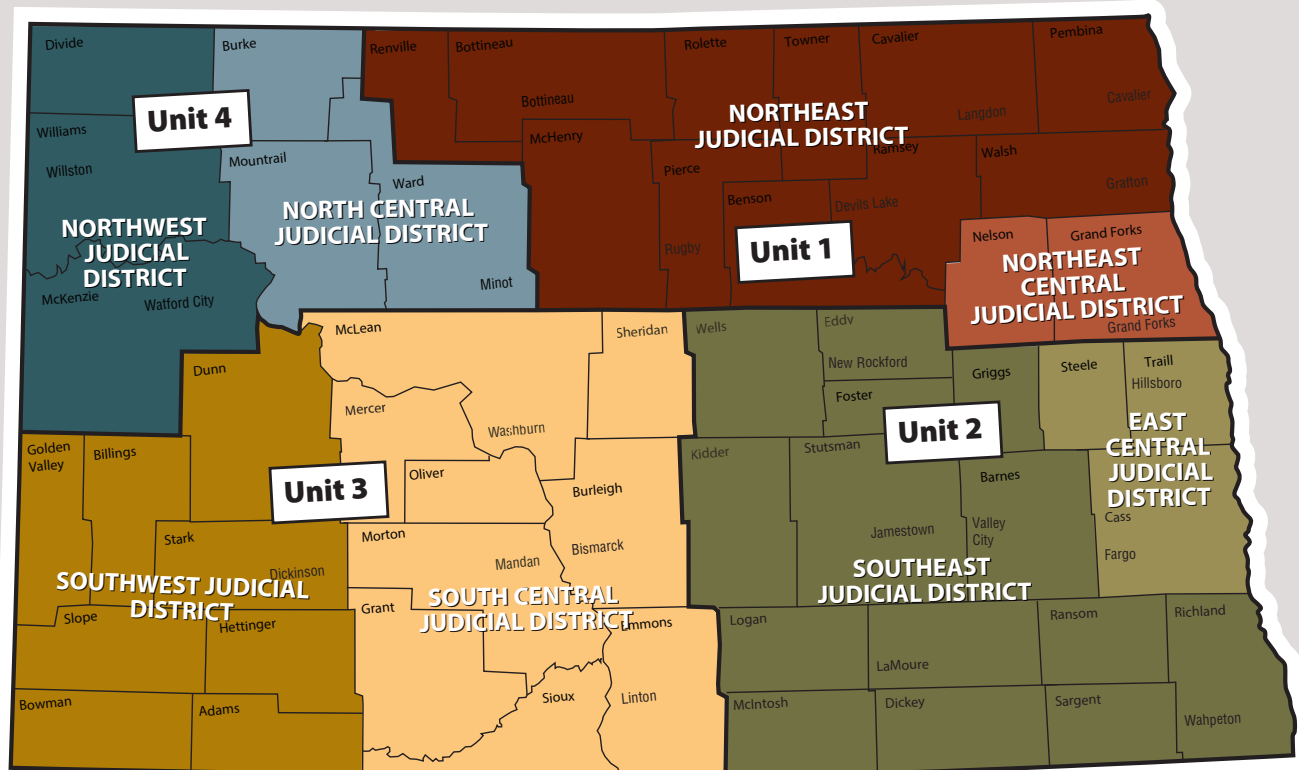 Divide
Burke
Renville
Bottineau
Rolette
Towner
Cavalier
Pembina
Unit 4
Bottineau
NORTHEAST
JUDICIAL DISTRICT
Langdon
Cavalier
Williams
Willston
Mountrail
McHenry
Pierce
Ramsey
Walsh
Ward
Benson
Devils Lake
Grafton
NORTHWEST
JUDICIAL
DISTRICT
NORTH CENTRAL
JUDICIAL DISTRICT
Rugby
Unit 1
Nelson
Grand Forks
NORTHEAST
CENTRAL
JUDICIAL DISTRICT
Grand Forks
McKenzie
Watford City
Minot
McLean
Sheridan
Wells
Eddy
New Rockford
Foster
Griggs
Steele
Traill
Hillsboro
Dunn
Mercer
Washburn
Unit 2
EAST
CENTRAL
JUDICIAL
DISTRICT
Golden
Valley
Billings
Unit 3
Oliver
Burleigh
Kidder
Stutsman
Barnes
Cass
Fargo
Stark
Dickinson
Morton
Mandan
Bismarck
Jamestown
Valley
City
SOUTHWEST JUDICIAL
DISTRICT
SOUTH CENTRAL
JUDICIAL DISTRICT
SOUTHEAST
JUDICIAL DISTRICT
Slope
Hettinger
Grant
Emmons
Logan
LaMoure
Ransom
Richland
Bowman
Adams
Sioux
Linton
McIntosh
Dickey
Sargent
Wahpeton